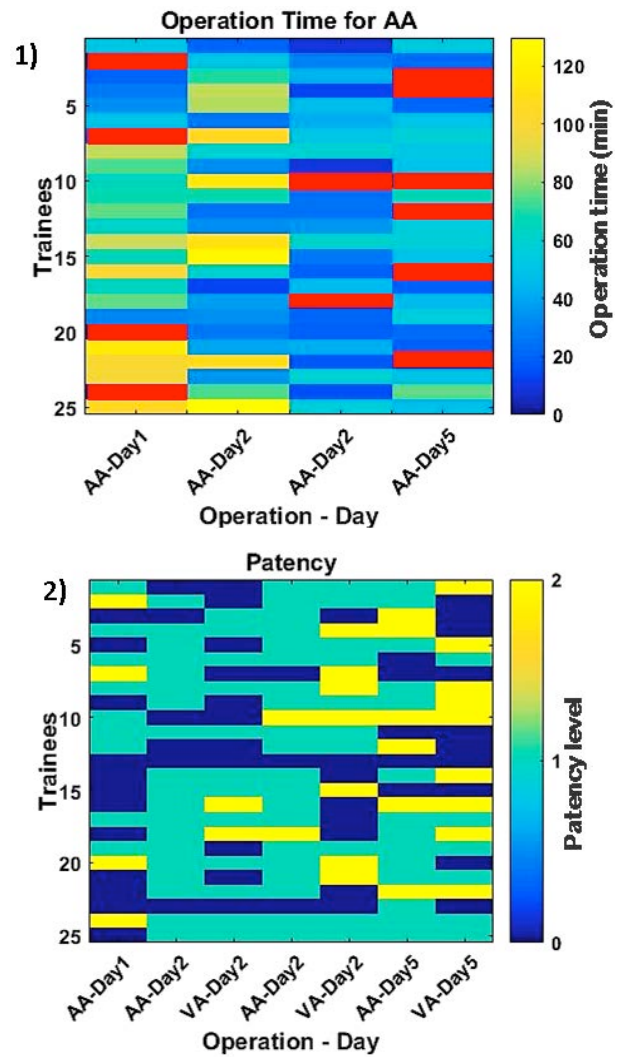 1)
Operation Time for AA
Trainees
5
10
15
20
25
AA-Day1
AA-Day2
AA-Day2
AA-Day5
Operation - Day
120
100
80
60
40
20
0
Operation time (min)
2)
Patency
Trainees
5
10
15
20
25
AA-Day1
AA-Day2
VA-Day2
AA-Day2
VA-Day2
AA-Day5
VA-Day5
Operation - Day
2
1
0
Patency level